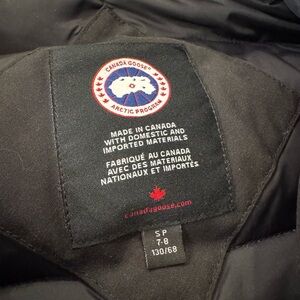 CANADA GOOSE
ARCTIC PROGRAM
MADE IN CANADA
WITH DOMESTIC AND
IMPORTED MATERIALS
FABRIQUÉ AU CANADA
AVEC DES MATERIAUX
NATIONAUX ET IMPORTÉS
canadagoose.com
S P
7-8
130/68